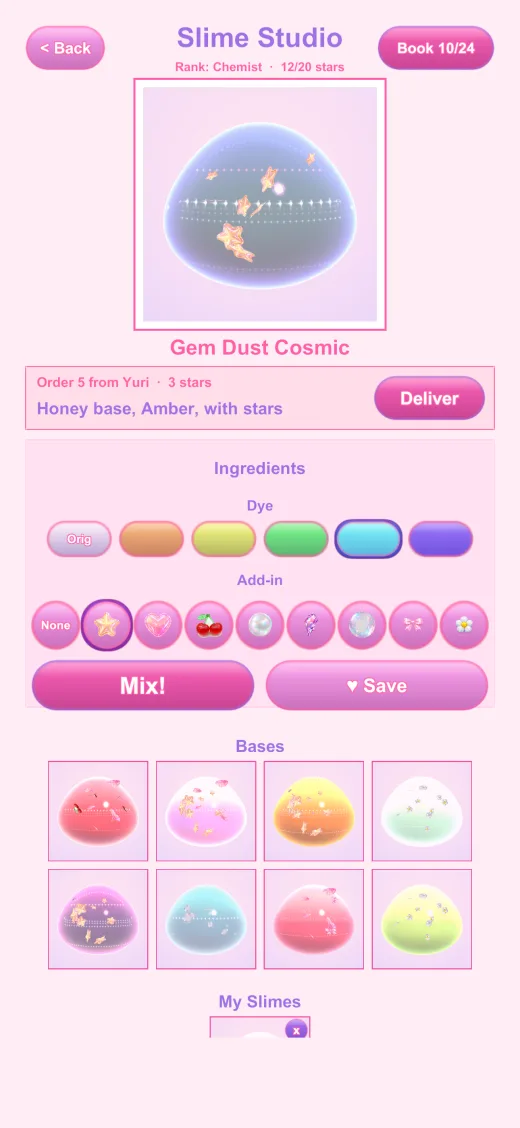 < Back
Slime Studio
Book 10/24
Rank: Chemist · 12/20 stars
Gem Dust Cosmic
Order 5 from Yuri · 3 stars
Honey base, Amber, with stars
Deliver
Ingredients
Dye
Orig
Add-in
None
Mix!
♥ Save
Bases
My Slimes
x